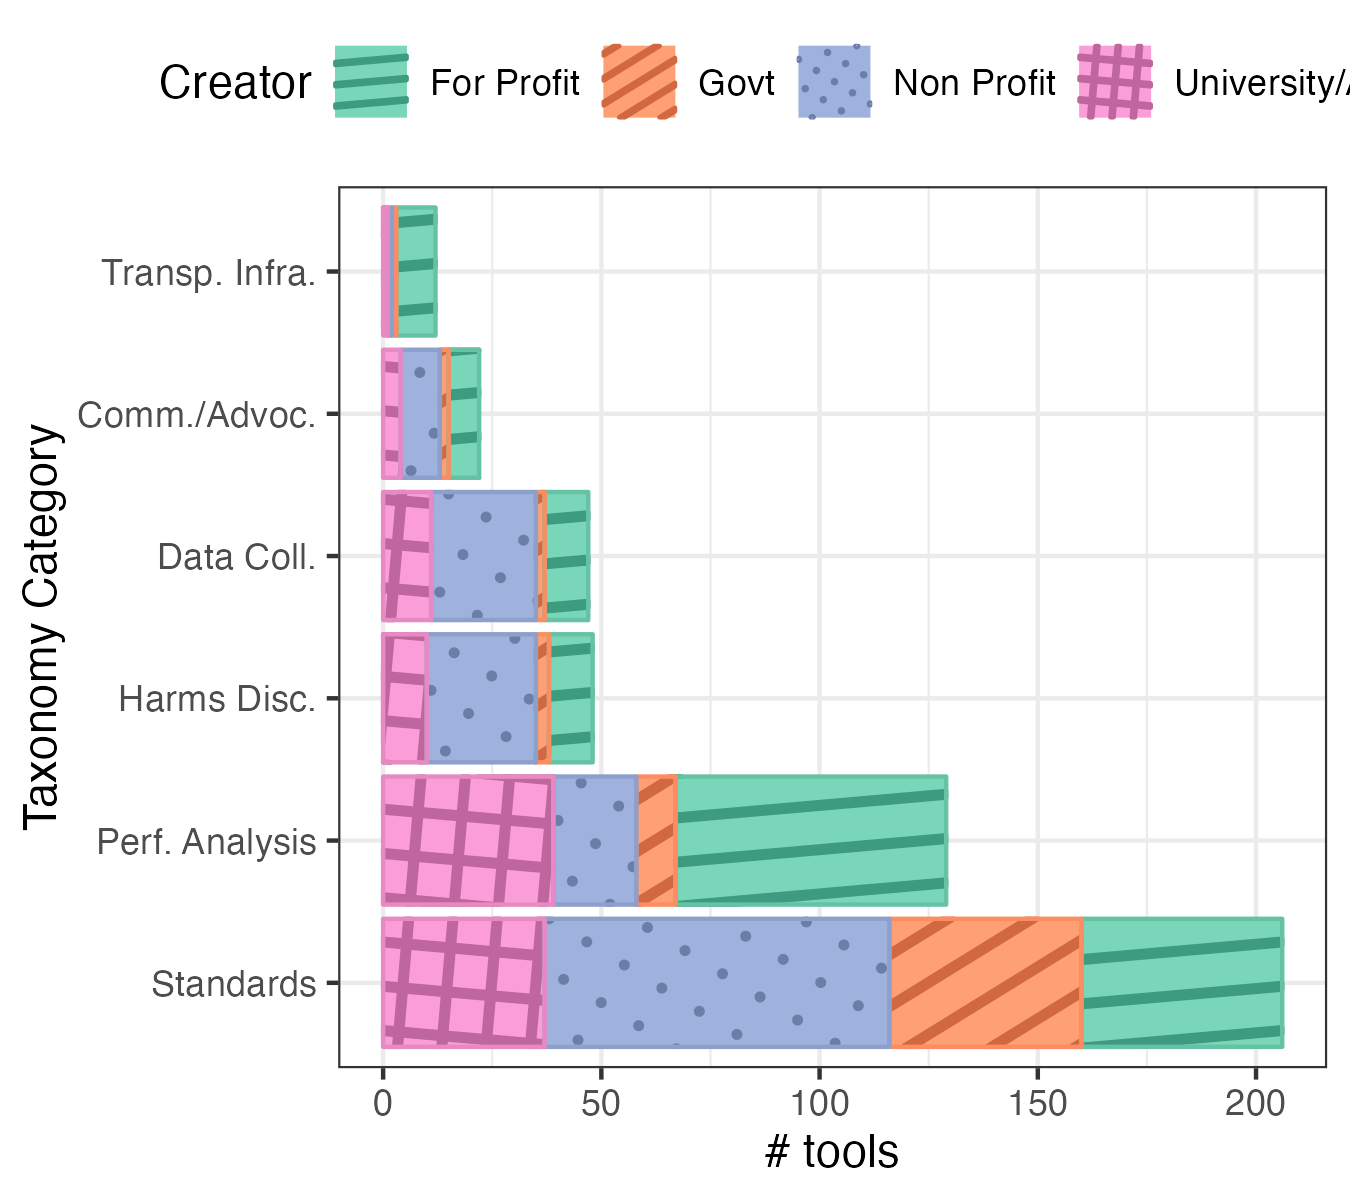 Creator For Profit Govt Non Profit University/
Transp. Infra.
Comm./Advoc.
Data Coll.
Harms Disc.
Perf. Analysis
Standards
Taxonomy Category
0 50 100 150 200
# tools